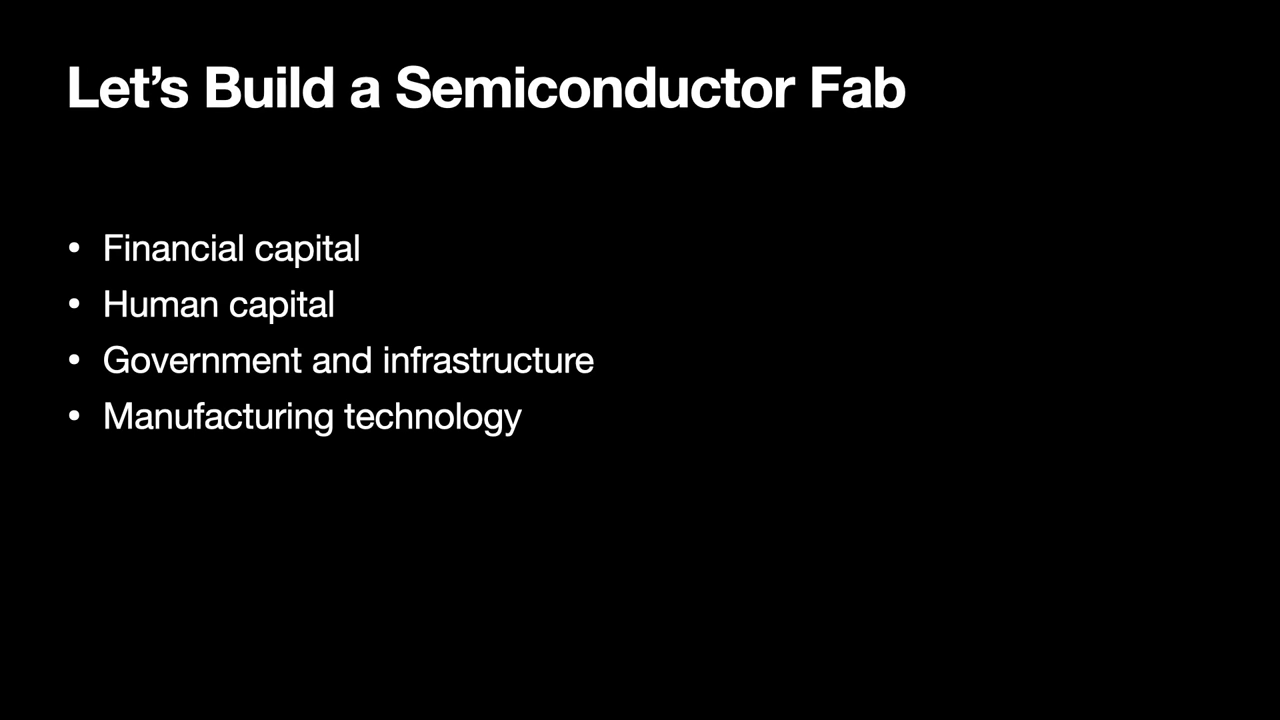 Let’s Build a Semiconductor Fab
• Financial capital
• Human capital
• Government and infrastructure
• Manufacturing technology